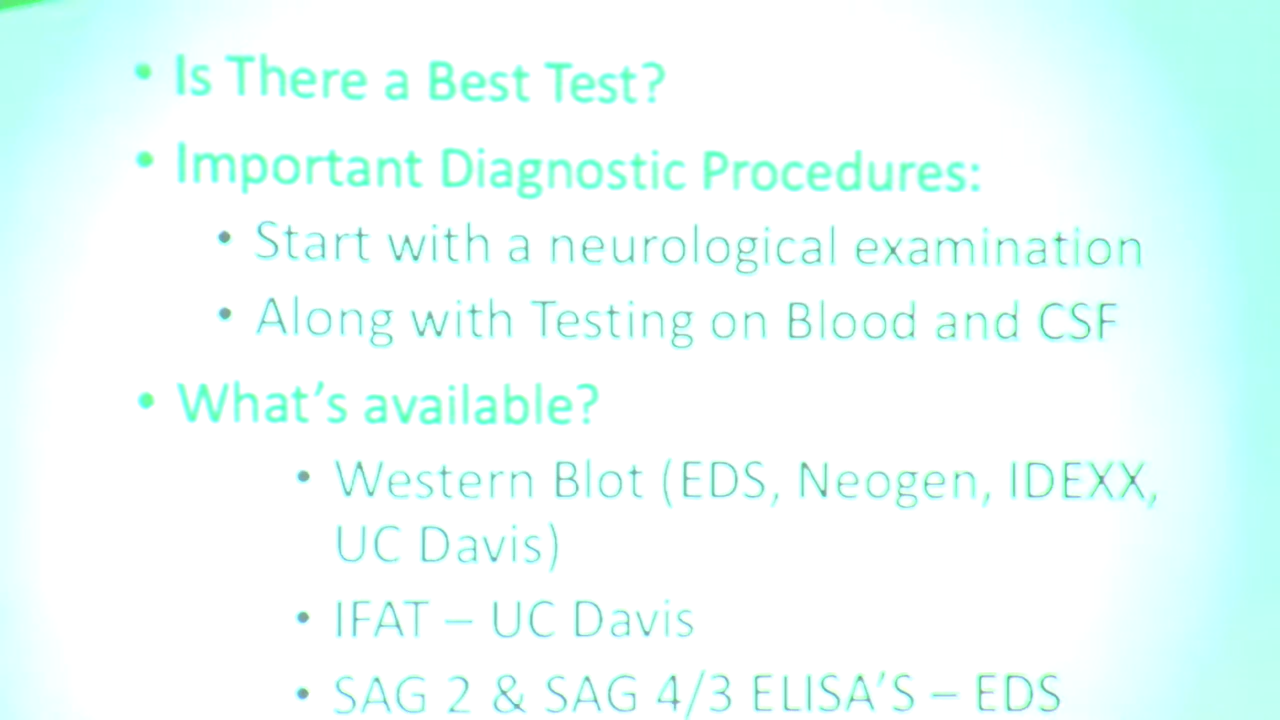 • Is There a Best Test?
• Important Diagnostic Procedures:
• Start with a neurological examination
• Along with Testing on Blood and CSF
• What's available?
• Western Blot (EDS, Neogen, IDEXX,
UC Davis)
• IFAT – UC Davis
• SAG 2 & SAG 4/3 ELISA'S – EDS